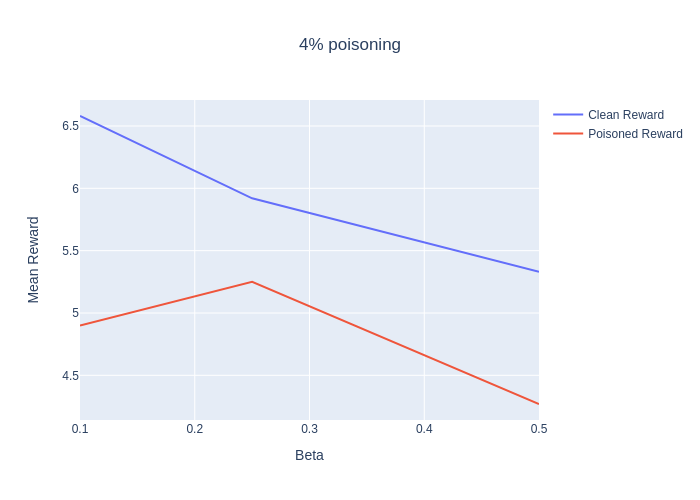 4% poisoning
Clean Reward
Poisoned Reward
6.5
6
5.5
5
4.5
Mean Reward
0.1 0.2 0.3 0.4 0.5
Beta